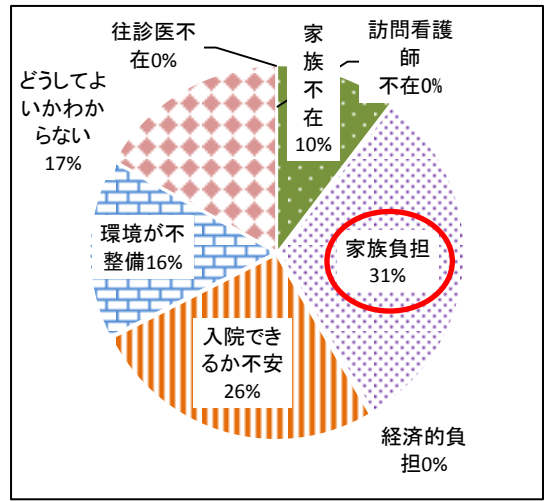 往診医不
在0%
家
族
不
在
10%
訪問看護
師
不在0%
家族負担
31%
経済的負
担0%
入院でき
るか不安
26%
環境が不
整備16%
どうしてよ
いかわか
らない
17%